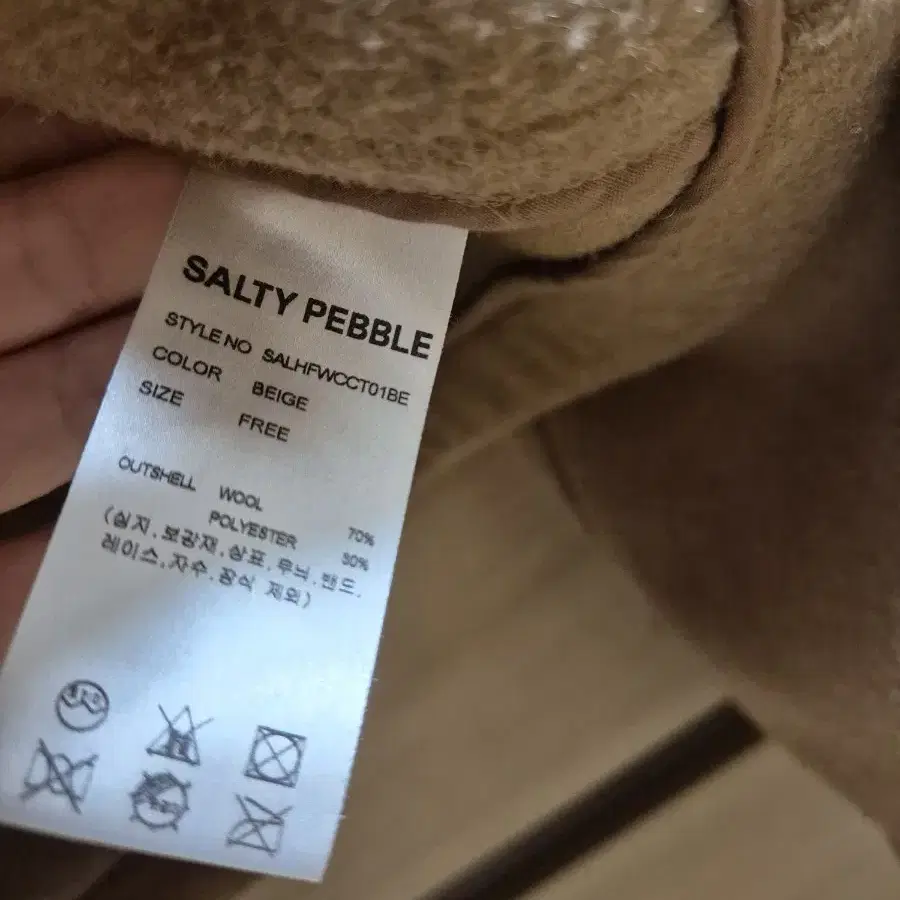 SALTY PEBBLE
STYLE NO SALHFWCCT01BE
COLOR BEIGE
SIZE FREE
OUTSHELL WOOL 70%
POLYESTER 30%
(심지,보강재,상표,무늬,밴드,
레이스,자수,장식 제외)